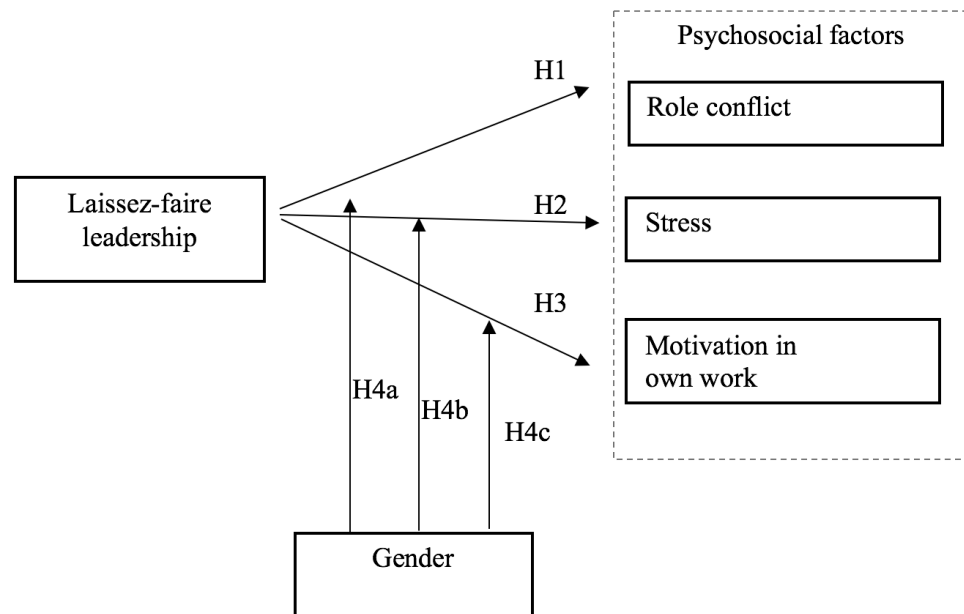 Psychosocial factors
H1
Role conflict
Laissez-faire
leadership
H2
Stress
H3
Motivation in
own work
H4a
H4b
H4c
Gender